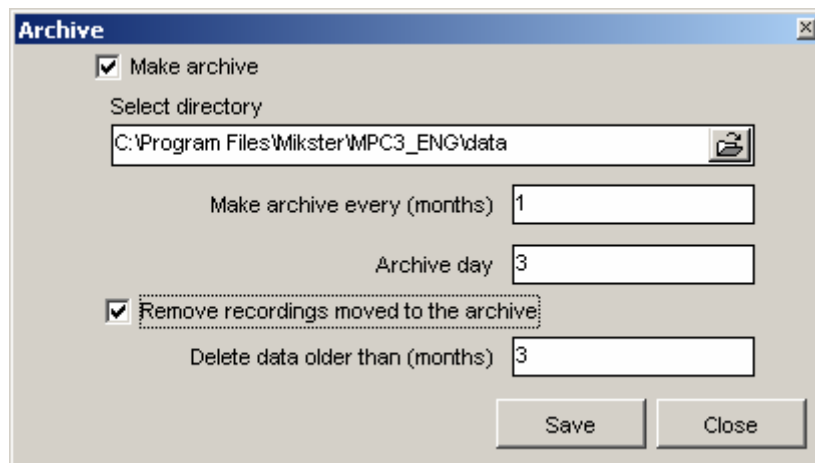 Archive
Make archive
Select directory
C:\Program Files\Mikster\MPC3_ENG\data
Make archive every (months) 1
Archive day 3
Remove recordings moved to the archive
Delete data older than (months) 3
Save Close